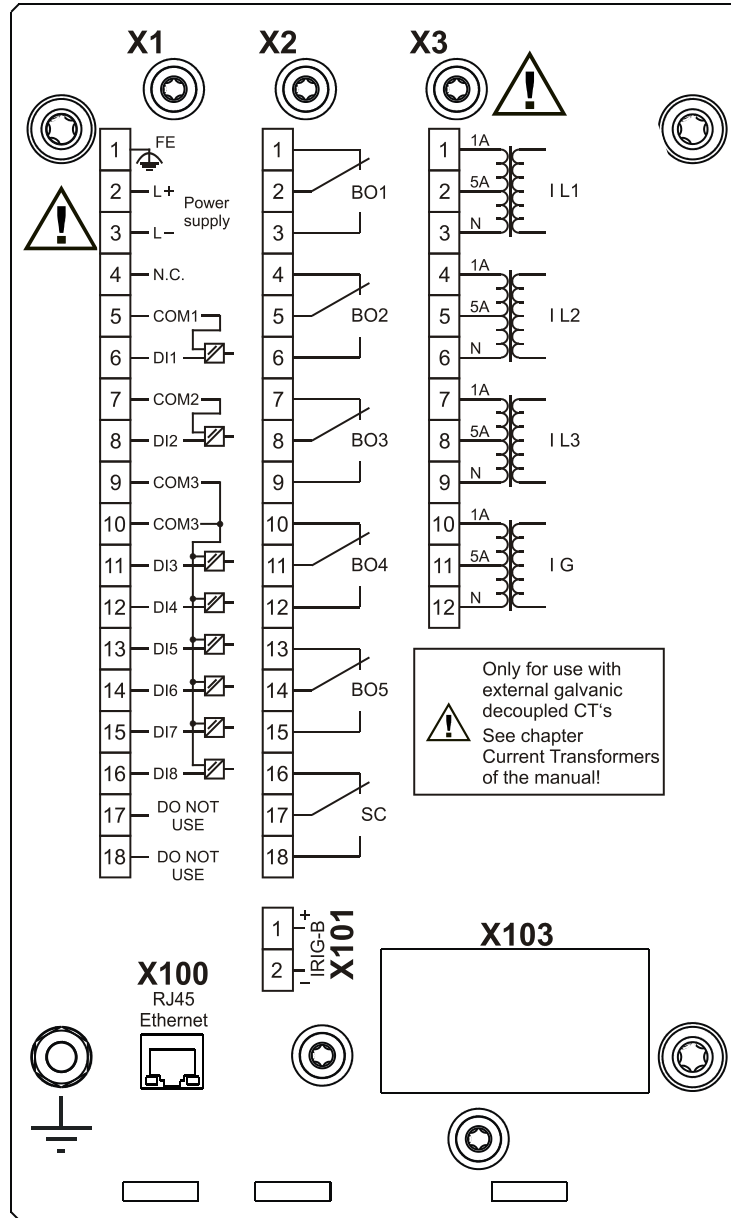 X1 X2 X3
1 FE
2 L+ Power
supply
3 L−
4 N.C.
5 COM1
6 DI1
7 COM2
8 DI2
9 COM3
10 COM3
11 DI3
12 DI4
13 DI5
14 DI6
15 DI7
16 DI8
17 DO NOT
USE
18 DO NOT
USE
1
2 BO1
3
4
5 BO2
6
7
8 BO3
9
10
11 BO4
12
13
14 BO5
15
16
17 SC
18
1 1A
2 5A I L1
3 N
4 1A
5 5A I L2
6 N
7 1A
8 5A I L3
9 N
10 1A
11 5A I G
12 N
!
!
!
Only for use with
external galvanic
decoupled CT‘s
See chapter
Current Transformers
of the manual!
1 +
2 −
IRIG-B
X101
X100
RJ45
Ethernet
X103